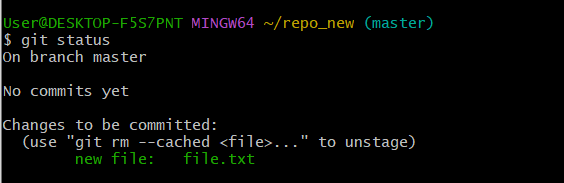 User@DESKTOP-F5S7PNT MINGW64 ~/repo_new (master)
$ git status
On branch master
No commits yet
Changes to be committed:
(use "git rm --cached <file>..." to unstage)
new file:   file.txt